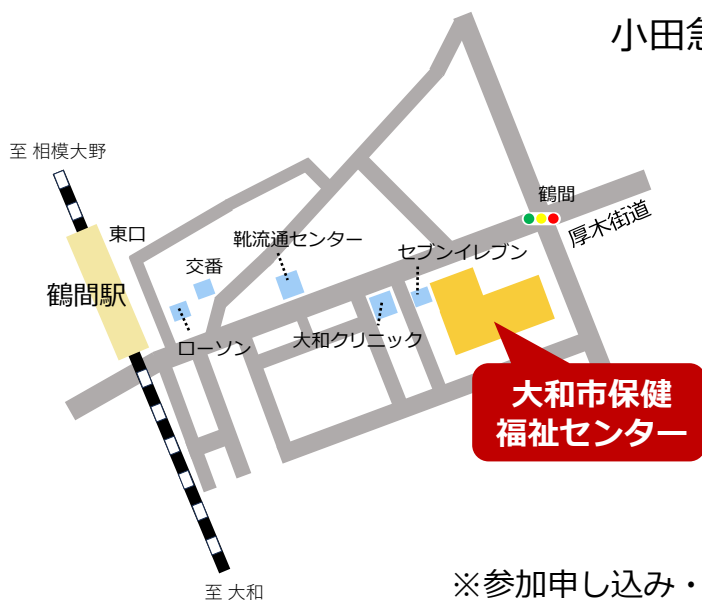 小田急
至 相模大野
東口
鶴間駅
交番
靴流通センター
ローソン
大和クリニック
セブンイレブン
鶴間
厚木街道
大和市保健
福祉センター
至 大和
※参加申し込み・